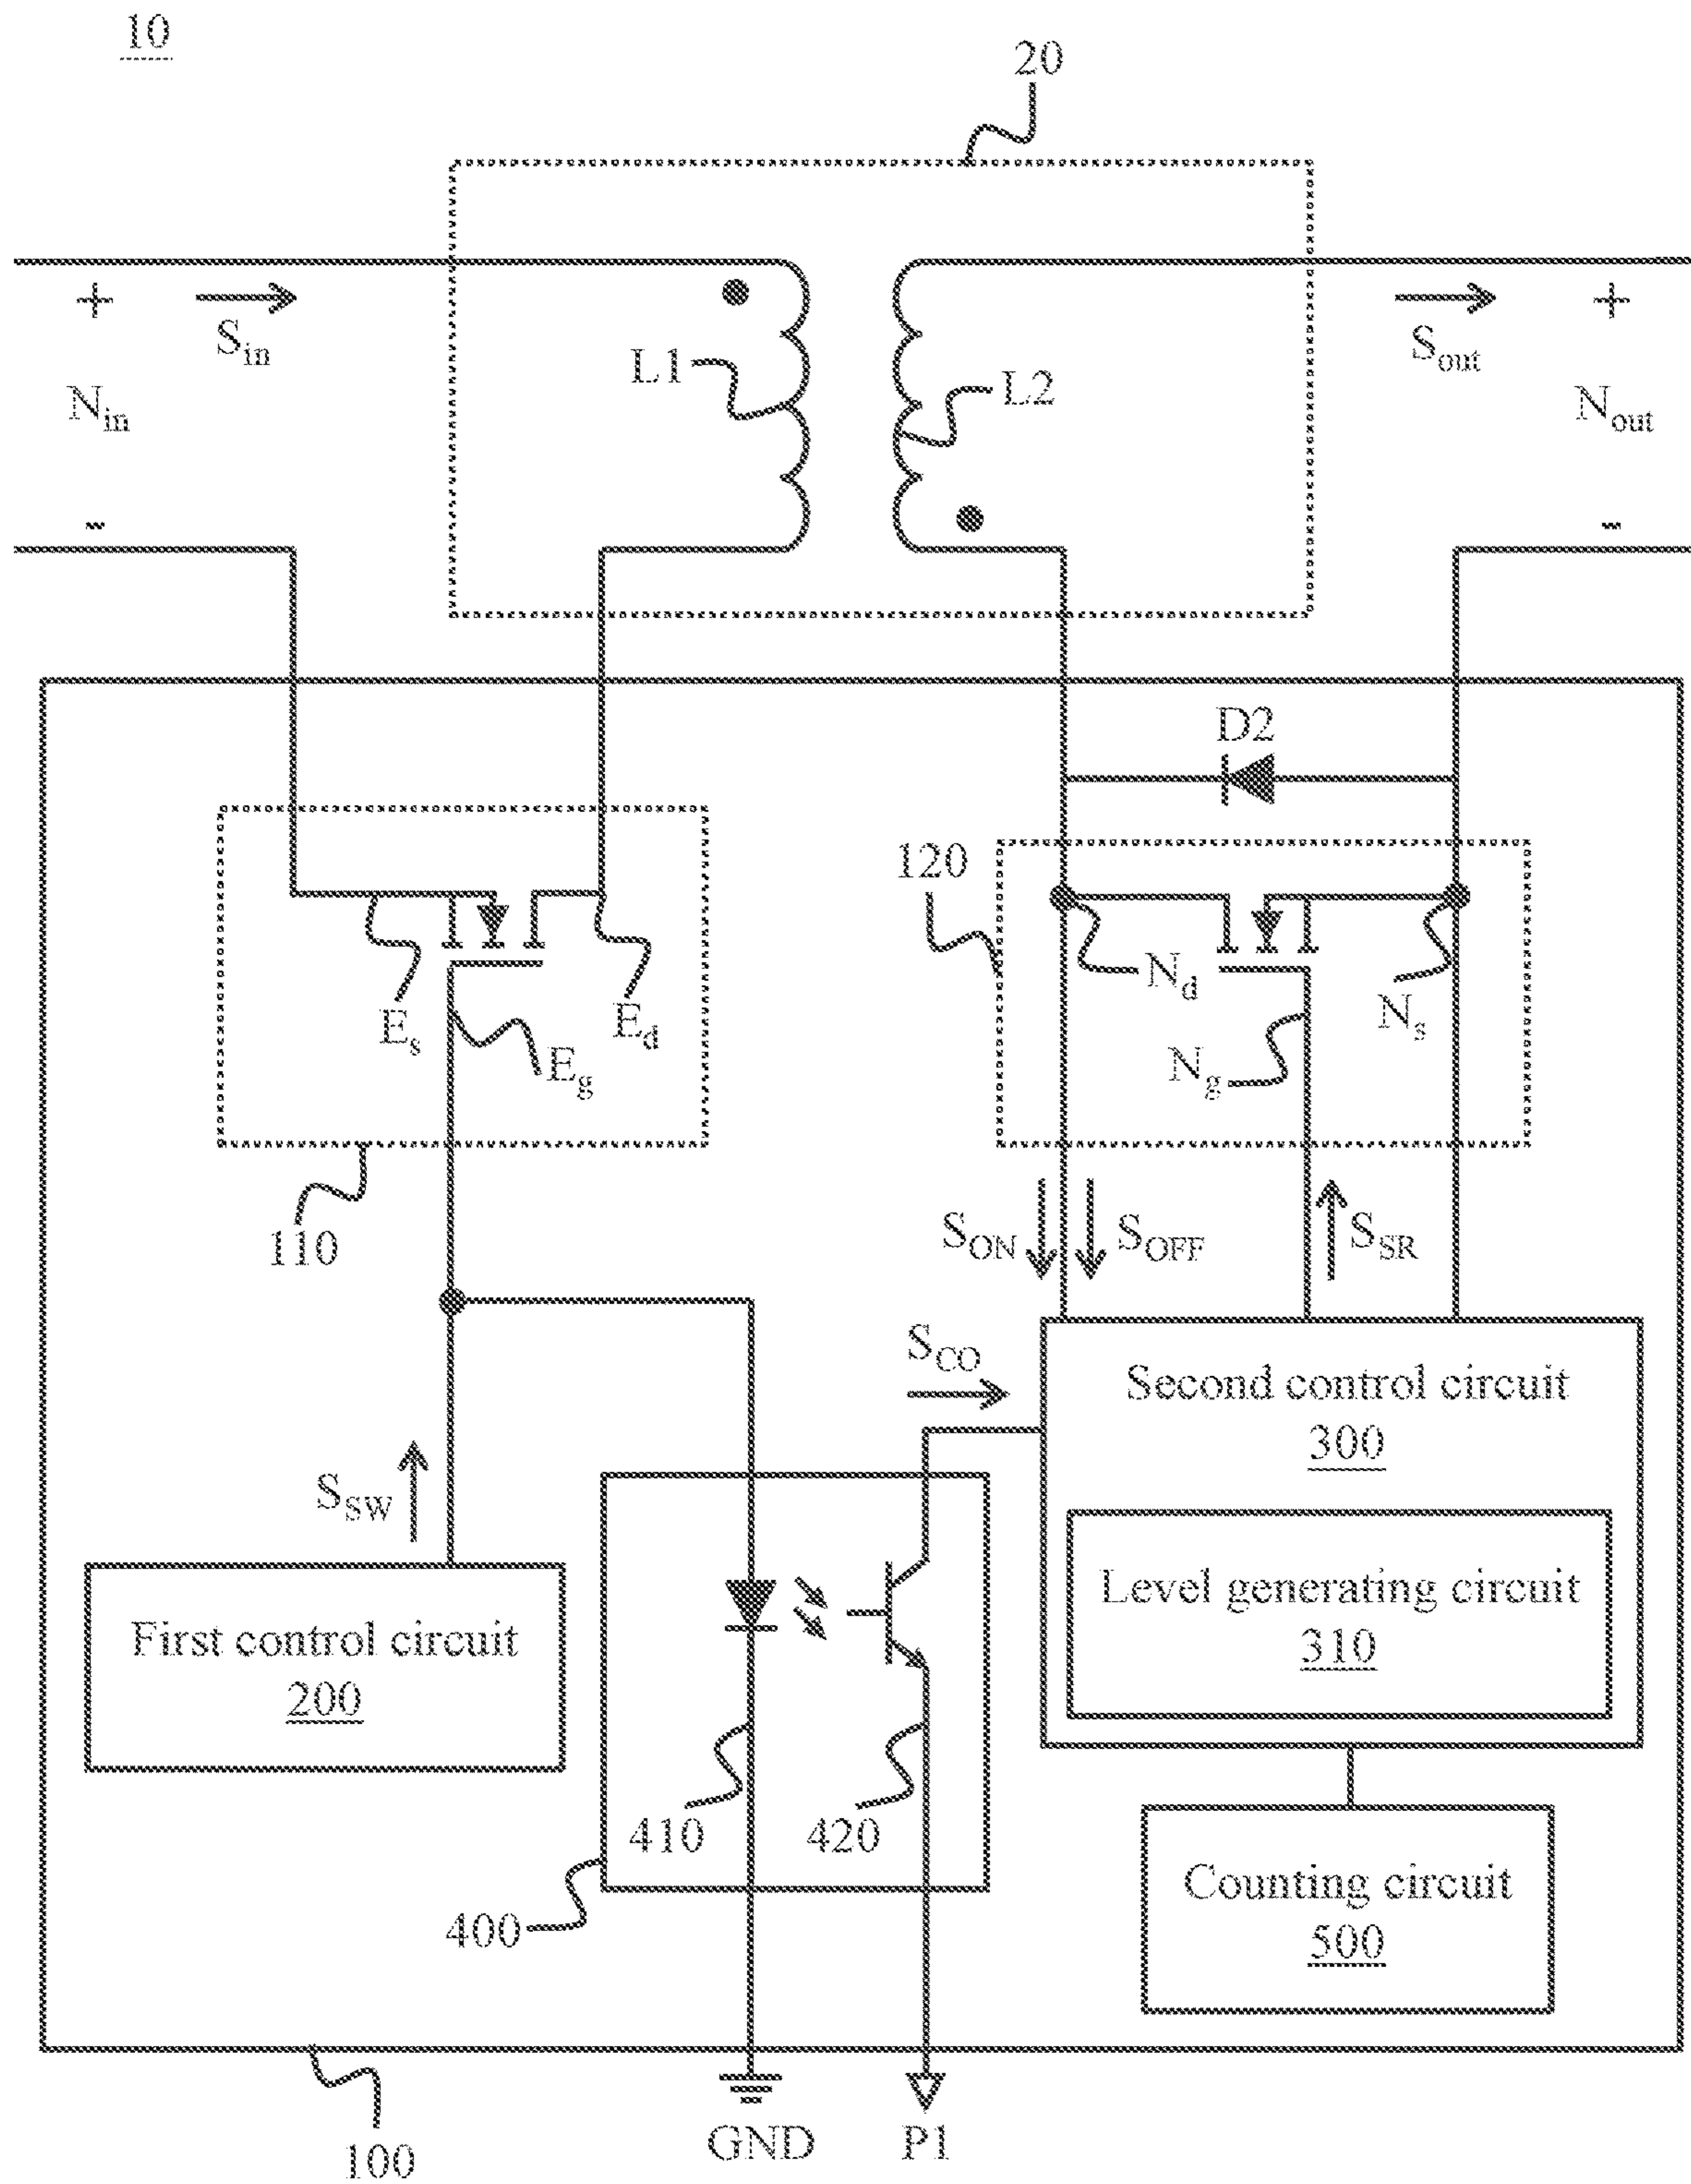 10
20
+
S_in
N_in
-
L1
L2
S_out
+
N_out
-
D2
120
E_s
E_g
E_d
N_d
N_g
N_s
110
S_ON
S_OFF
S_SR
S_CO
Second control circuit
300
Level generating circuit
310
S_SW
First control circuit
200
410
420
400
Counting circuit
500
GND
P1
100